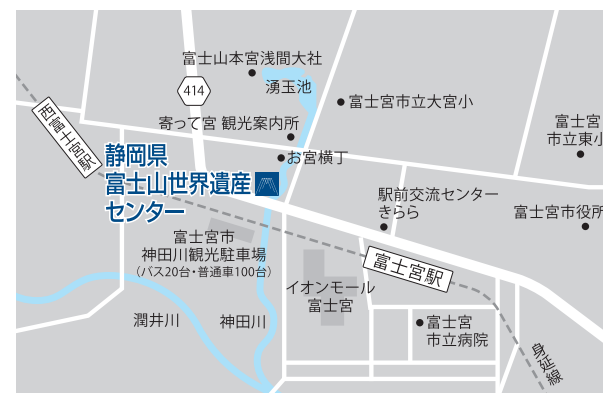 富士山本宮浅間大社
湧玉池
414
富士宮市立大宮小
寄って宮 観光案内所
富士宮
市立東小
西富士宮駅
お宮横丁
静岡県
富士山世界遺産
センター
駅前交流センター
きらら
富士宮市役所
富士宮市
神田川観光駐車場
（バス20台・普通車100台）
富士宮駅
イオンモール
富士宮
潤井川
神田川
富士宮
市立病院
身延線